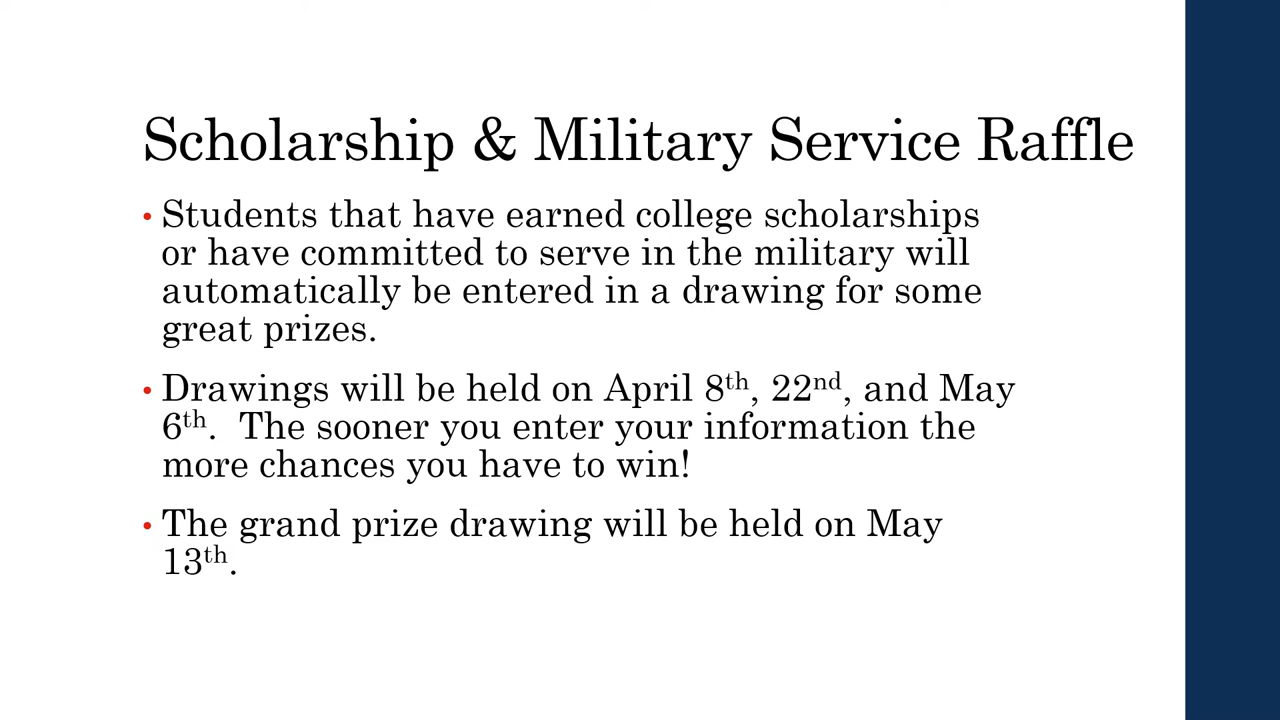 Scholarship & Military Service Raffle
• Students that have earned college scholarships
or have committed to serve in the military will
automatically be entered in a drawing for some
great prizes.
• Drawings will be held on April 8th, 22nd, and May
6th.  The sooner you enter your information the
more chances you have to win!
• The grand prize drawing will be held on May
13th.